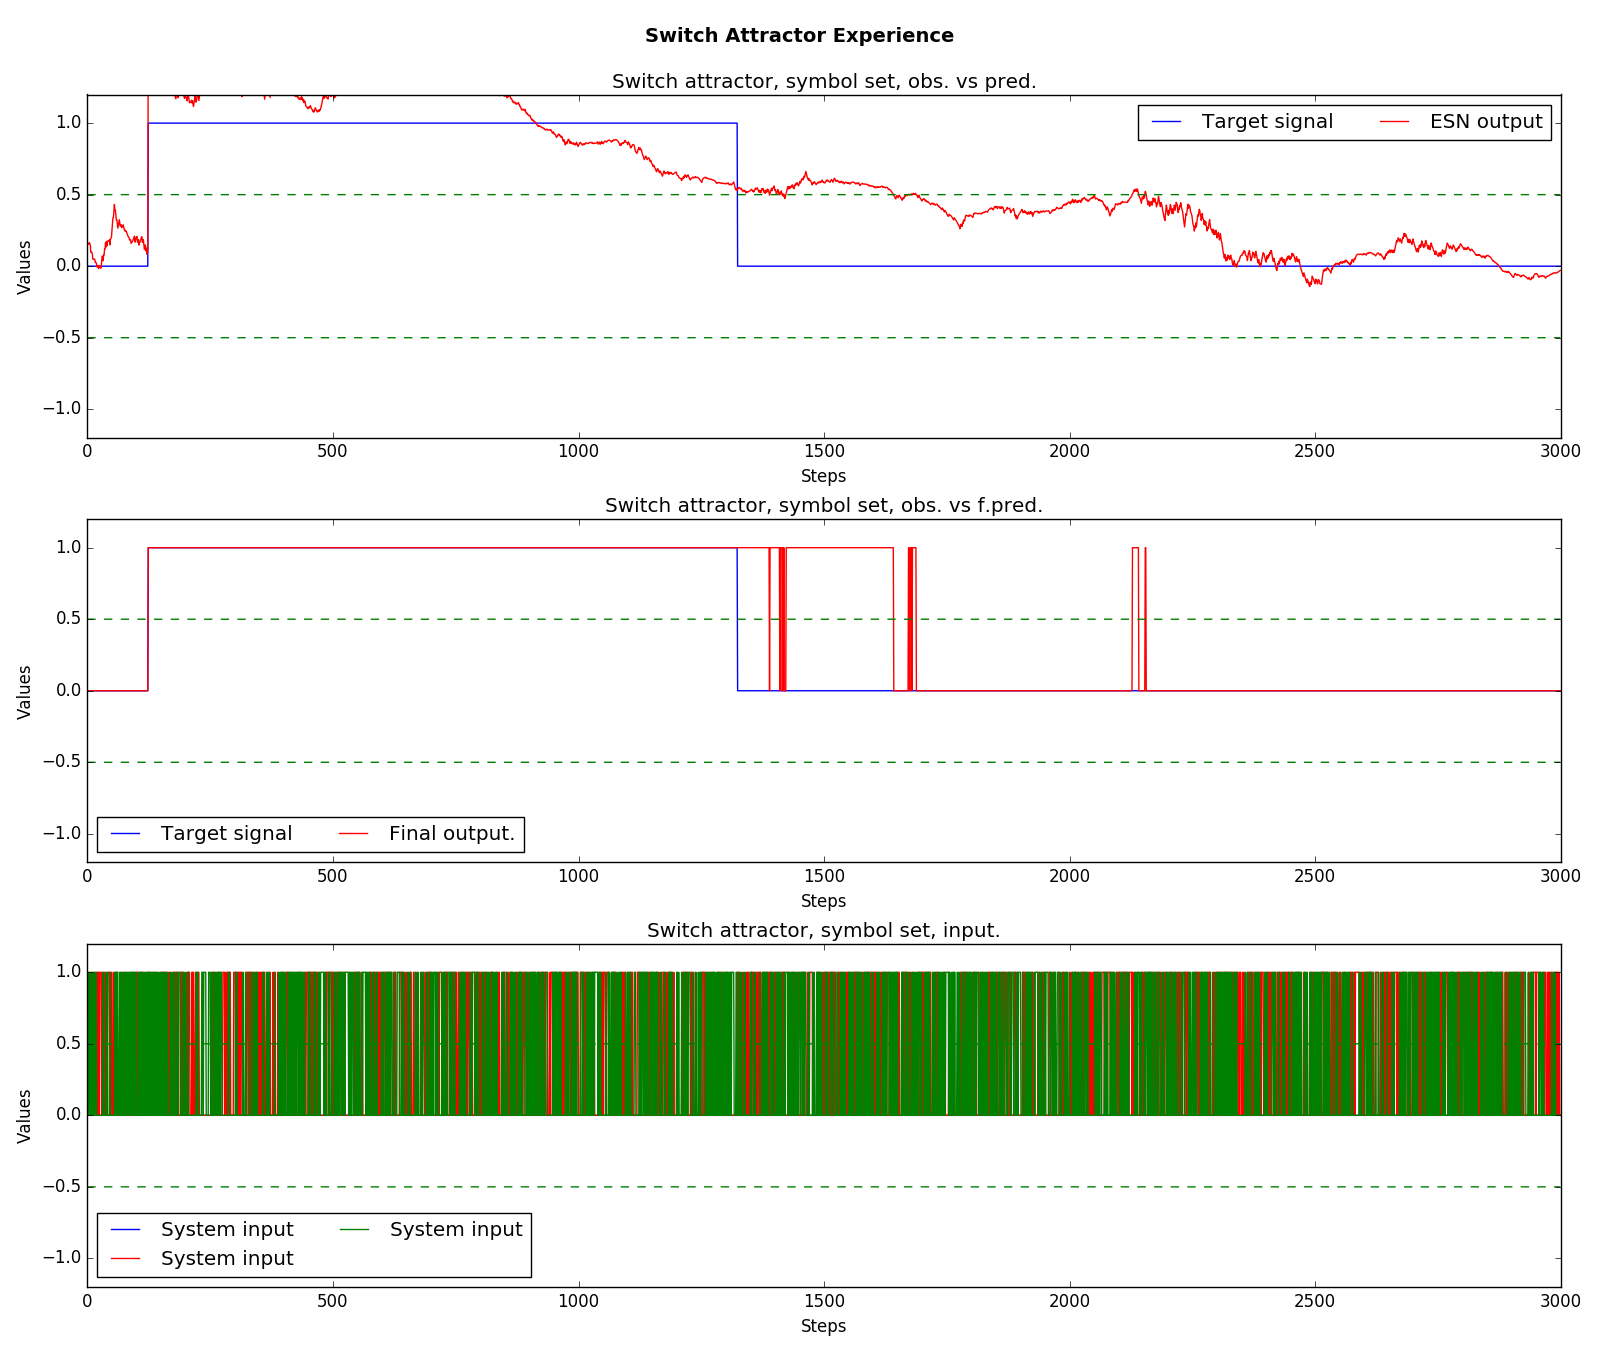 Switch Attractor Experience
Switch attractor, symbol set, obs. vs pred.
Target signal ESN output
1.0
0.5
0.0
−0.5
−1.0
Values
0 500 1000 1500 2000 2500 3000
Steps
Switch attractor, symbol set, obs. vs f.pred.
1.0
0.5
0.0
−0.5
−1.0
Values
Target signal Final output.
0 500 1000 1500 2000 2500 3000
Steps
Switch attractor, symbol set, input.
1.0
0.5
0.0
−0.5
−1.0
Values
System input System input
System input
0 500 1000 1500 2000 2500 3000
Steps